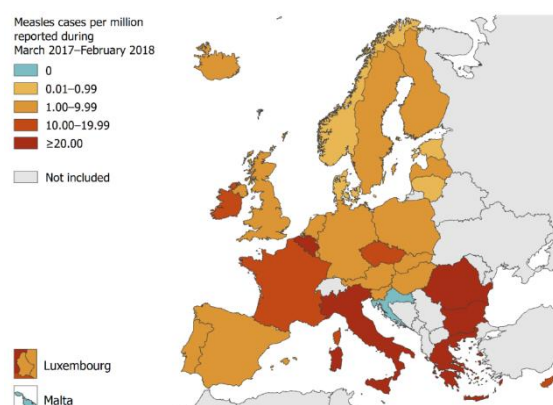 Measles cases per million
reported during
March 2017–February 2018
0
0.01–0.99
1.00–9.99
10.00–19.99
≥20.00
Not included
Luxembourg
Malta